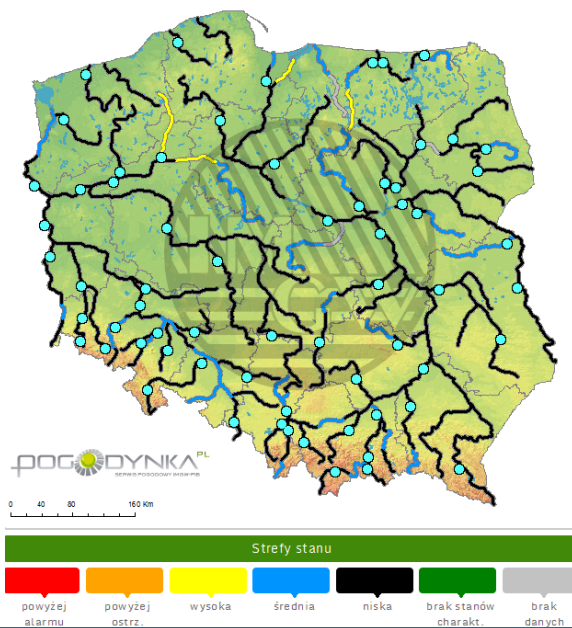 POGODYNKA PL
SERWIS POGODOWY IMGW-PIB
0 40 80 160 Km
Strefy stanu
powyżej alarmu
powyżej ostrz.
wysoka
średnia
niska
brak stanów charakt.
brak danych